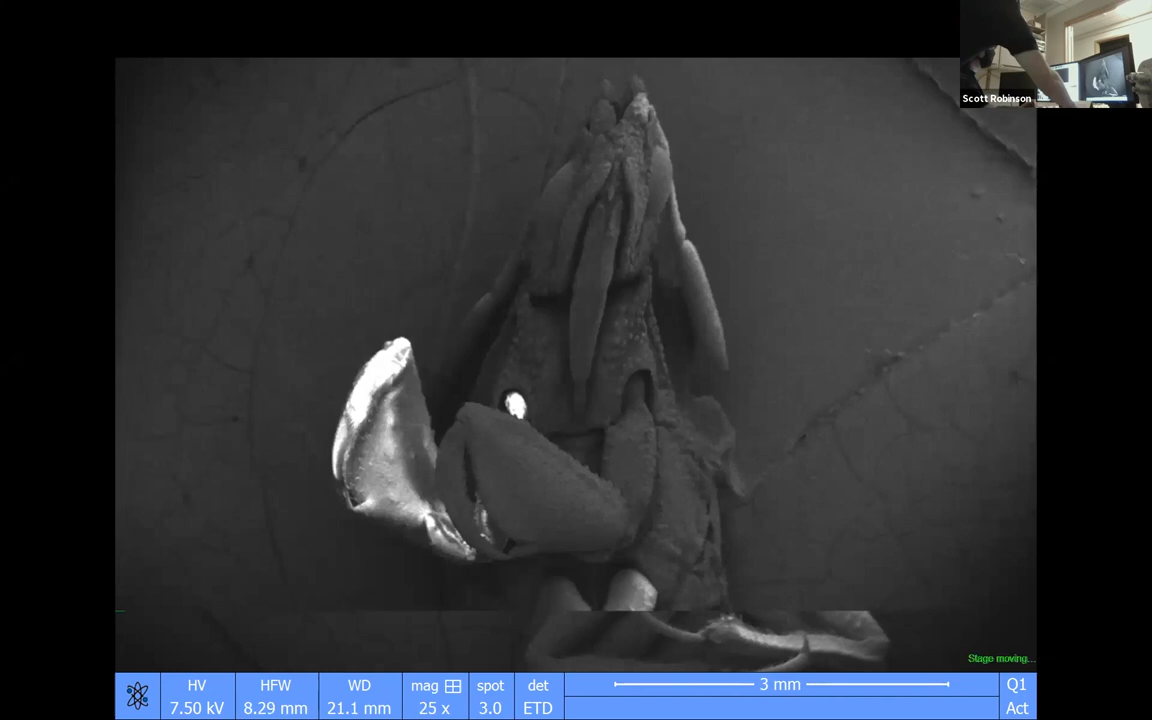 Scott Robinson
Stage moving...
HV HFW WD mag spot det 3 mm Q1
7.50 kV 8.29 mm 21.1 mm 25 x 3.0 ETD Act